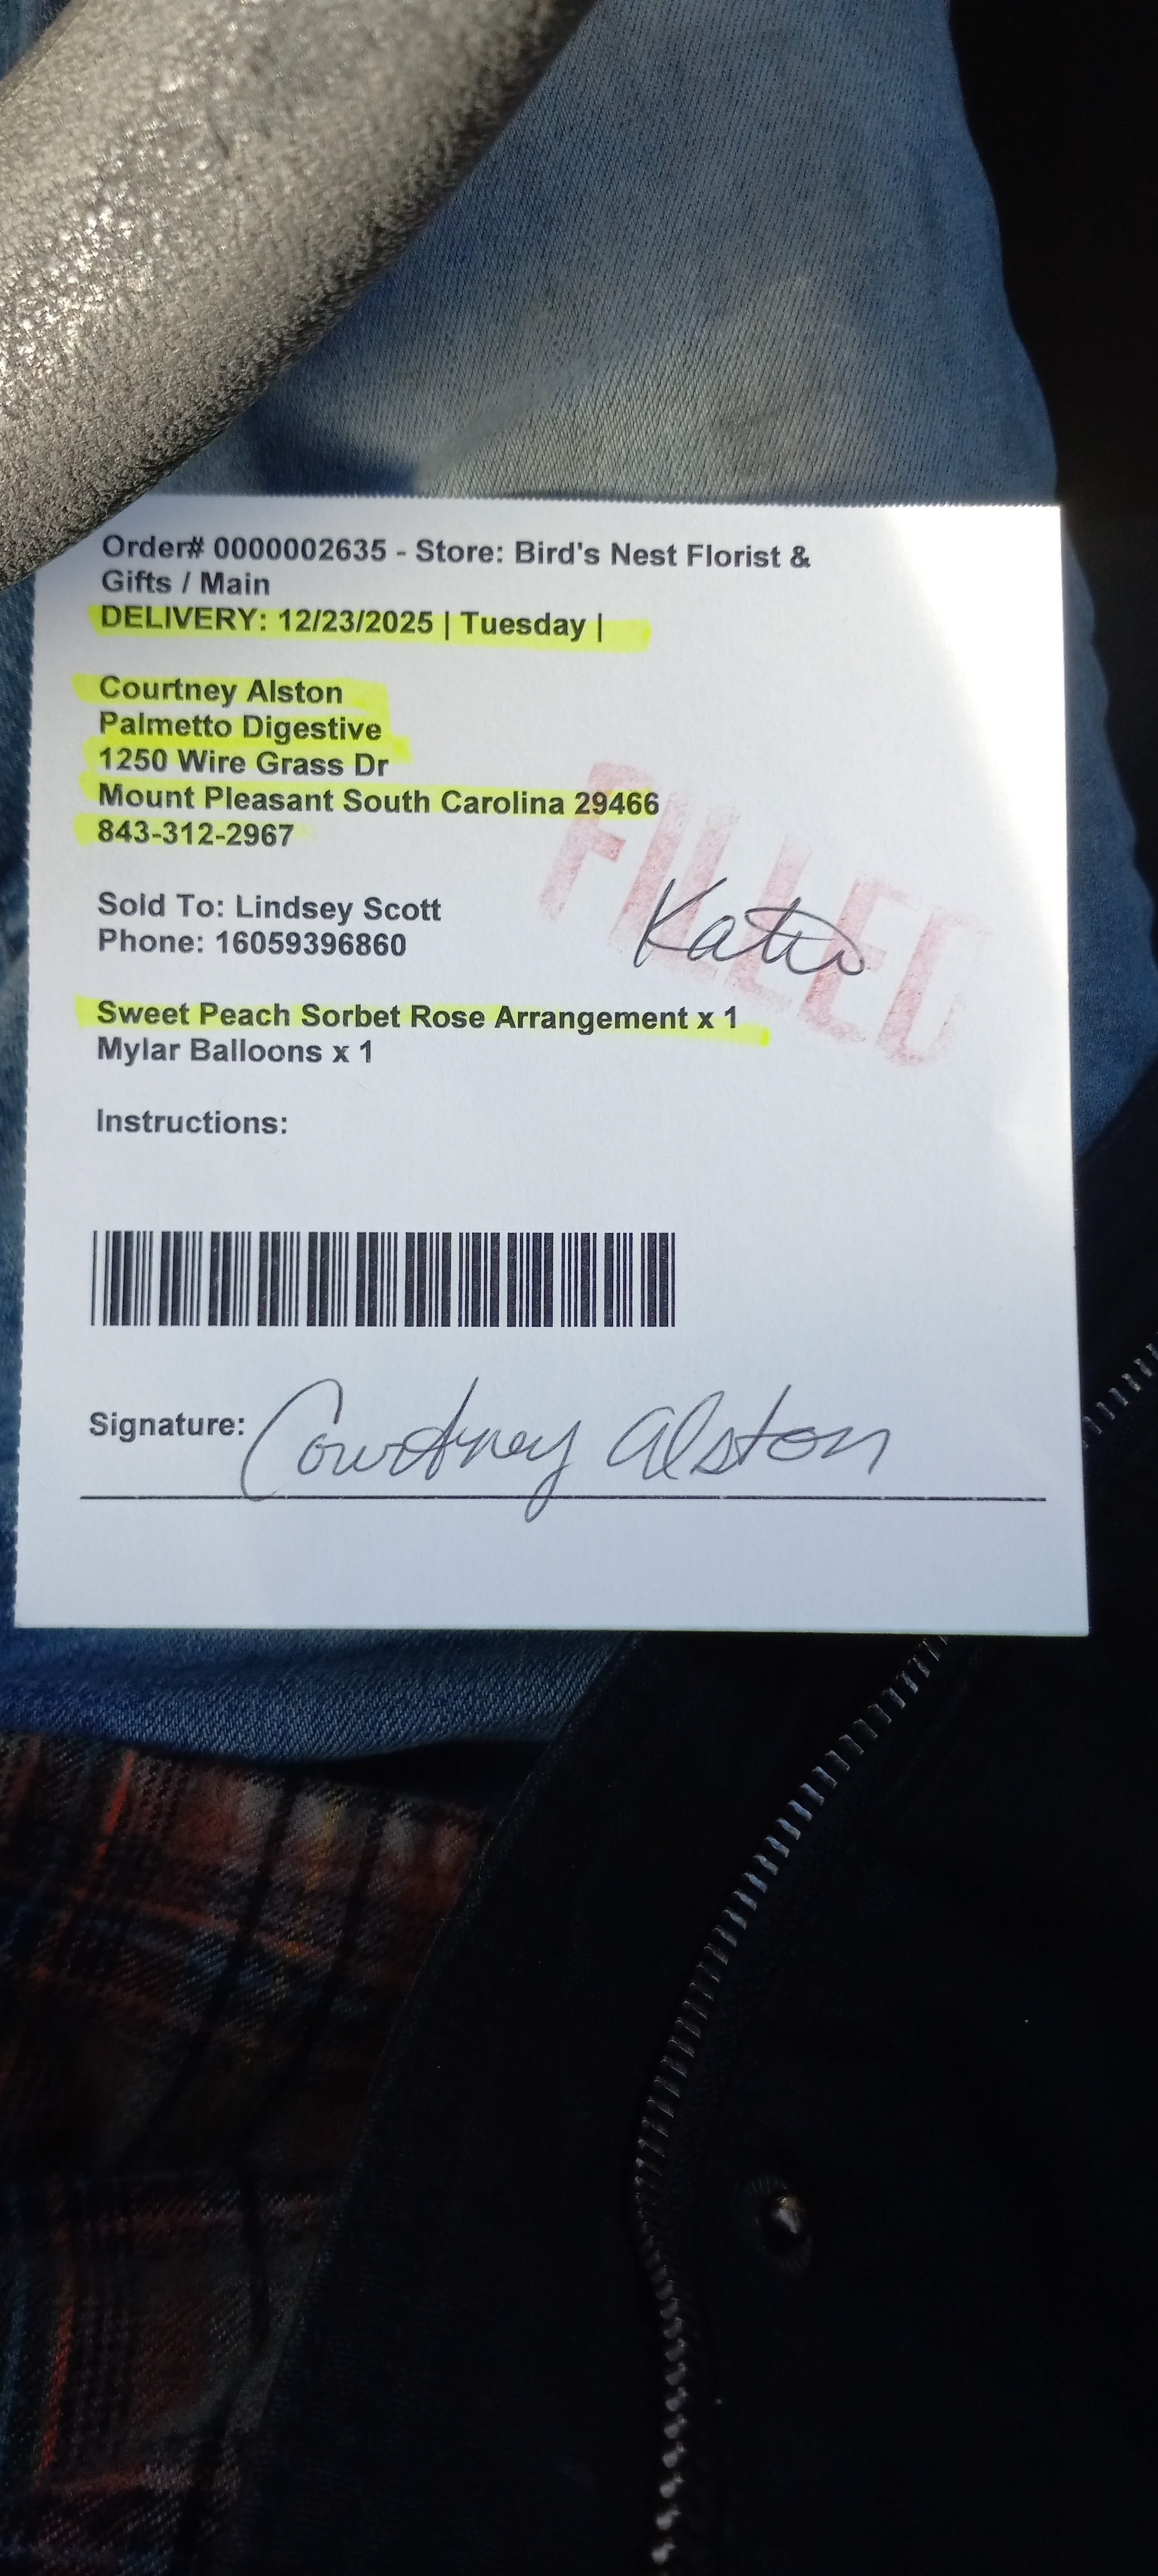 Order# 0000002635 - Store: Bird's Nest Florist &
Gifts / Main
DELIVERY: 12/23/2025 | Tuesday |
Courtney Alston
Palmetto Digestive
1250 Wire Grass Dr
Mount Pleasant South Carolina 29466
843-312-2967
FILLED
Katie
Sold To: Lindsey Scott
Phone: 16059396860
Sweet Peach Sorbet Rose Arrangement x 1
Mylar Balloons x 1
Instructions:
Signature: Courtney Alston